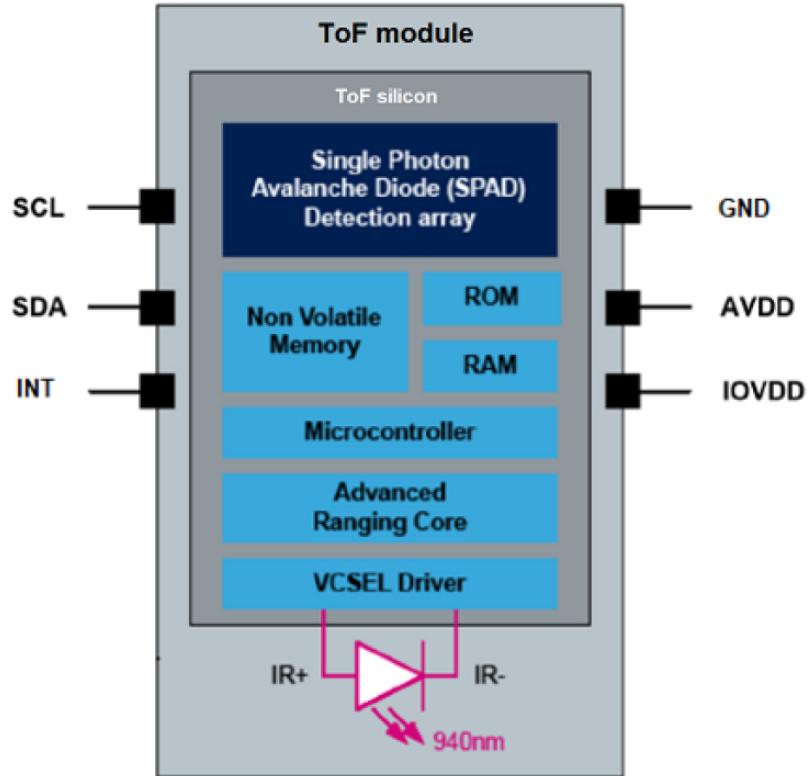 ToF module
ToF silicon
Single Photon
Avalanche Diode (SPAD)
Detection array
SCL
GND
SDA
AVDD
INT
IOVDD
Non Volatile
Memory
ROM
RAM
Microcontroller
Advanced
Ranging Core
VCSEL Driver
IR+
IR-
940nm